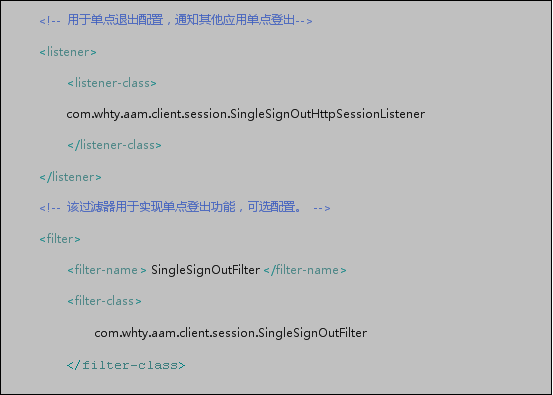 <!-- 用于单点退出配置，通知其他应用单点登出-->
<listener>
<listener-class>
com.whty.aam.client.session.SingleSignOutHttpSessionListener
</listener-class>
</listener>
<!-- 该过滤器用于实现单点登出功能，可选配置。 -->
<filter>
<filter-name> SingleSignOutFilter </filter-name>
<filter-class>
com.whty.aam.client.session.SingleSignOutFilter
</filter-class>